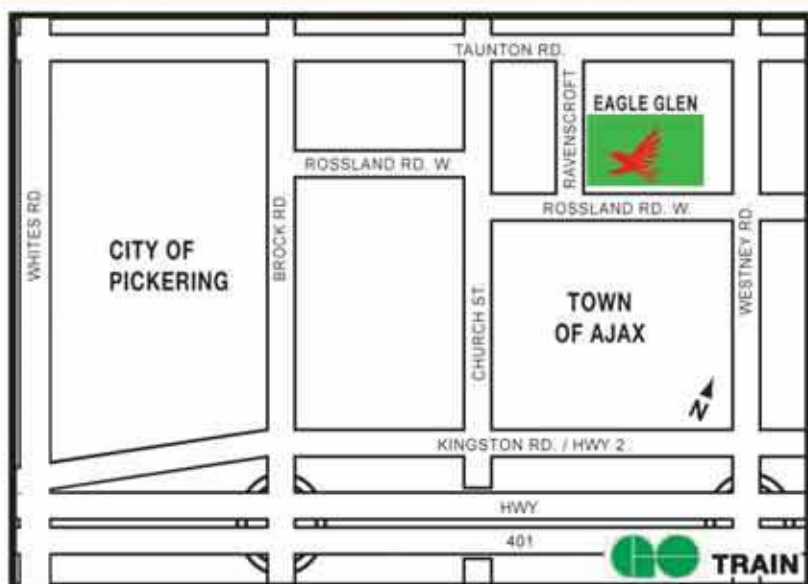 TAUNTON RD.
RAVENSCROFT
EAGLE GLEN
ROSSLAND RD. W.
ROSSLAND RD. W.
WHITES RD.
CITY OF
PICKERING
BROCK RD.
CHURCH ST.
TOWN
OF AJAX
WESTNEY RD.
N
KINGSTON RD. / HWY 2
HWY
401
GO TRAIN